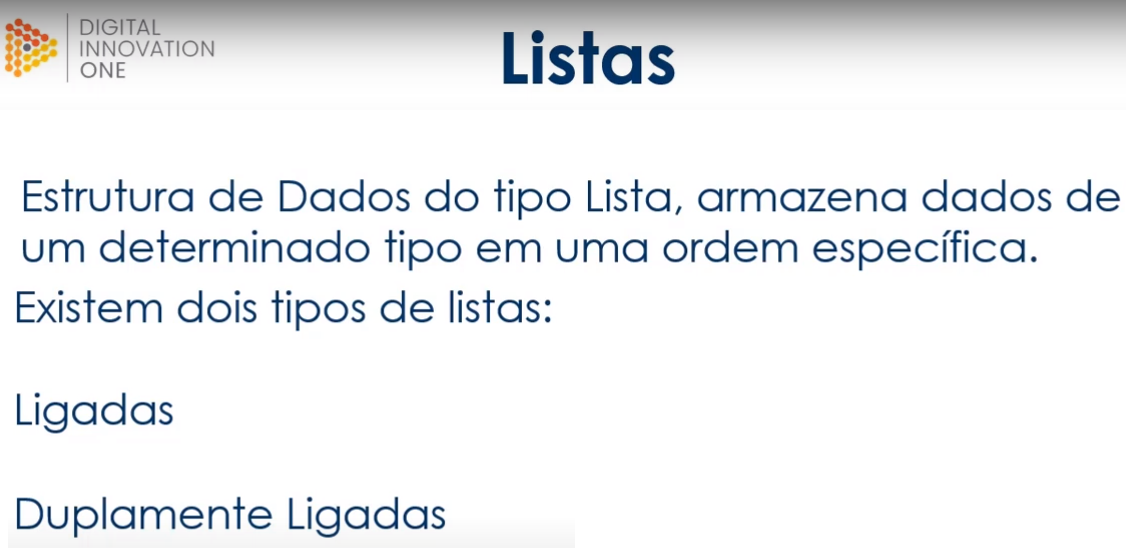 DIGITAL
INNOVATION
ONE
Listas
Estrutura de Dados do tipo Lista, armazena dados de
um determinado tipo em uma ordem específica.
Existem dois tipos de listas:
Ligadas
Duplamente Ligadas